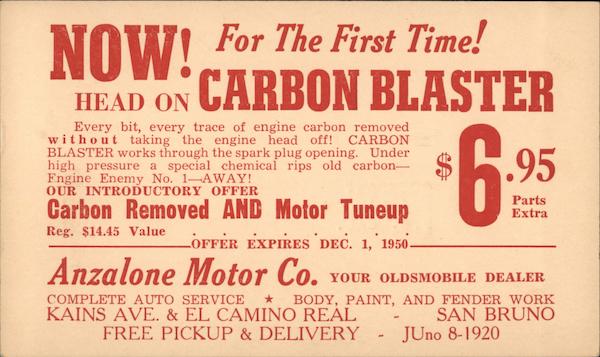 NOW! For The First Time!
HEAD ON CARBON BLASTER
Every bit, every trace of engine carbon removed
without taking the engine head off! CARBON
BLASTER works through the spark plug opening. Under
high pressure a special chemical rips old carbon—
Engine Enemy No. 1—AWAY!
$6.95
Parts
Extra
OUR INTRODUCTORY OFFER
Carbon Removed AND Motor Tuneup
Reg. $14.45 Value . . . . . . .
OFFER EXPIRES DEC. 1, 1950
Anzalone Motor Co. YOUR OLDSMOBILE DEALER
COMPLETE AUTO SERVICE ★ BODY, PAINT, AND FENDER WORK
KAINS AVE. & EL CAMINO REAL - SAN BRUNO
FREE PICKUP & DELIVERY - JUno 8-1920